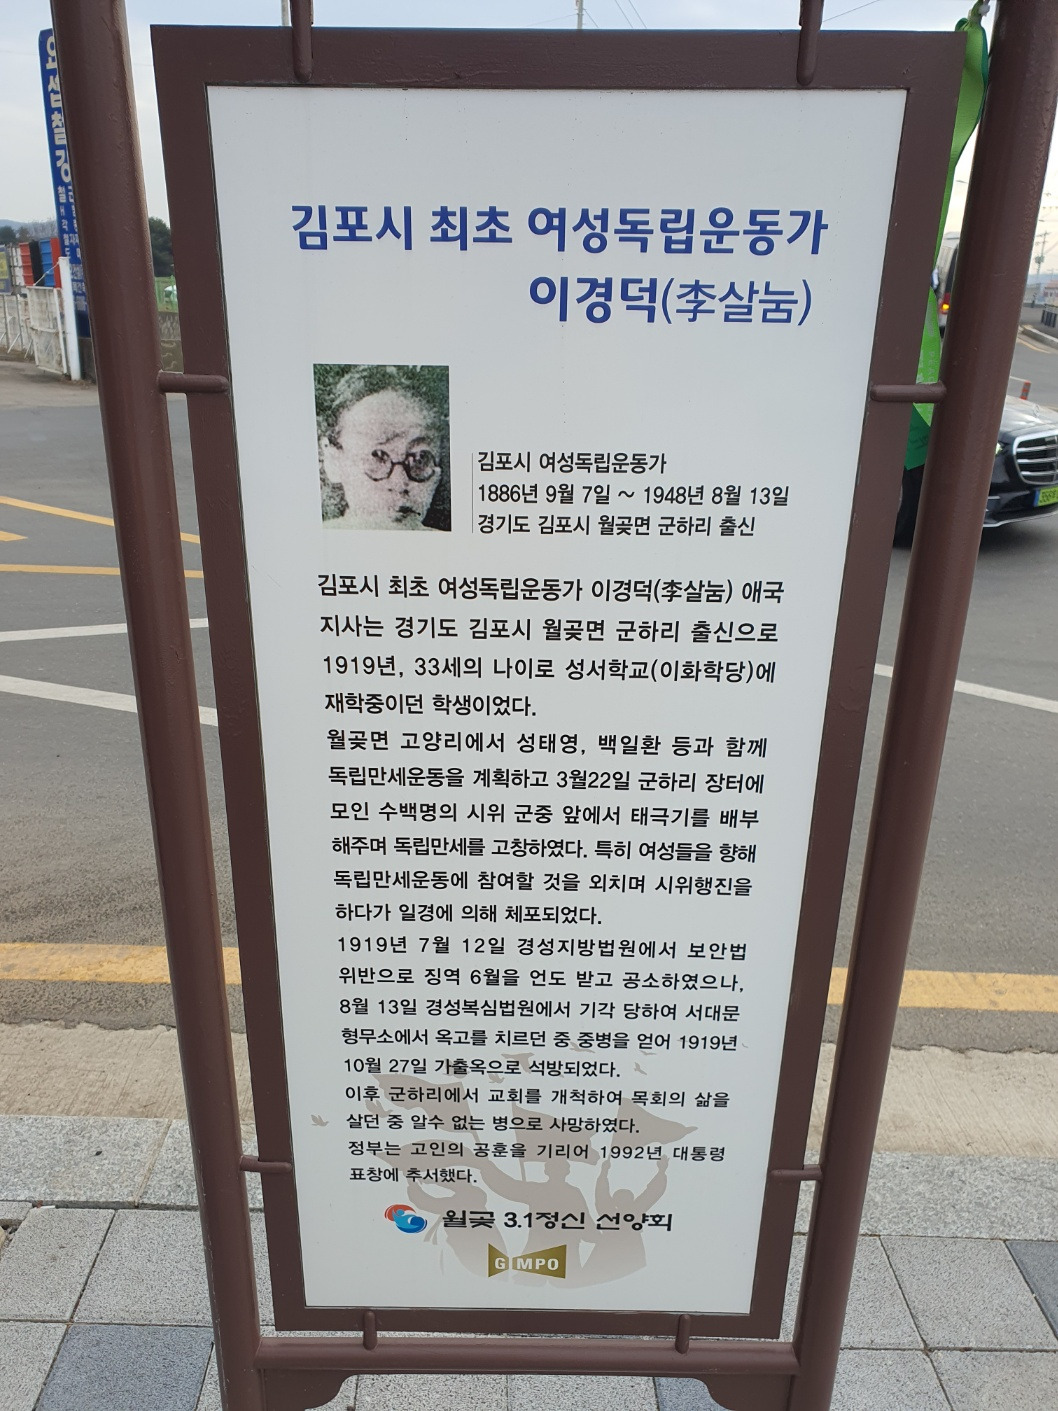 김포시 최초 여성독립운동가
이경덕(李살눔)
김포시 여성독립운동가
1886년 9월 7일 ~ 1948년 8월 13일
경기도 김포시 월곶면 군하리 출신
김포시 최초 여성독립운동가 이경덕(李살눔) 애국
지사는 경기도 김포시 월곶면 군하리 출신으로
1919년, 33세의 나이로 성서학교(이화학당)에
재학중이던 학생이었다.
월곶면 고양리에서 성태영, 백일환 등과 함께
독립만세운동을 계획하고 3월22일 군하리 장터에
모인 수백명의 시위 군중 앞에서 태극기를 배부
해주며 독립만세를 고창하였다. 특히 여성들을 향해
독립만세운동에 참여할 것을 외치며 시위행진을
하다가 일경에 의해 체포되었다.
1919년 7월 12일 경성지방법원에서 보안법
위반으로 징역 6월을 언도 받고 공소하였으나,
8월 13일 경성복심법원에서 기각 당하여 서대문
형무소에서 옥고를 치르던 중 중병을 얻어 1919년
10월 27일 가출옥으로 석방되었다.
이후 군하리에서 교회를 개척하여 목회의 삶을
살던 중 알수 없는 병으로 사망하였다.
정부는 고인의 공훈을 기리어 1992년 대통령
표창에 추서했다.
월곶 3.1정신 선양회
GIMPO